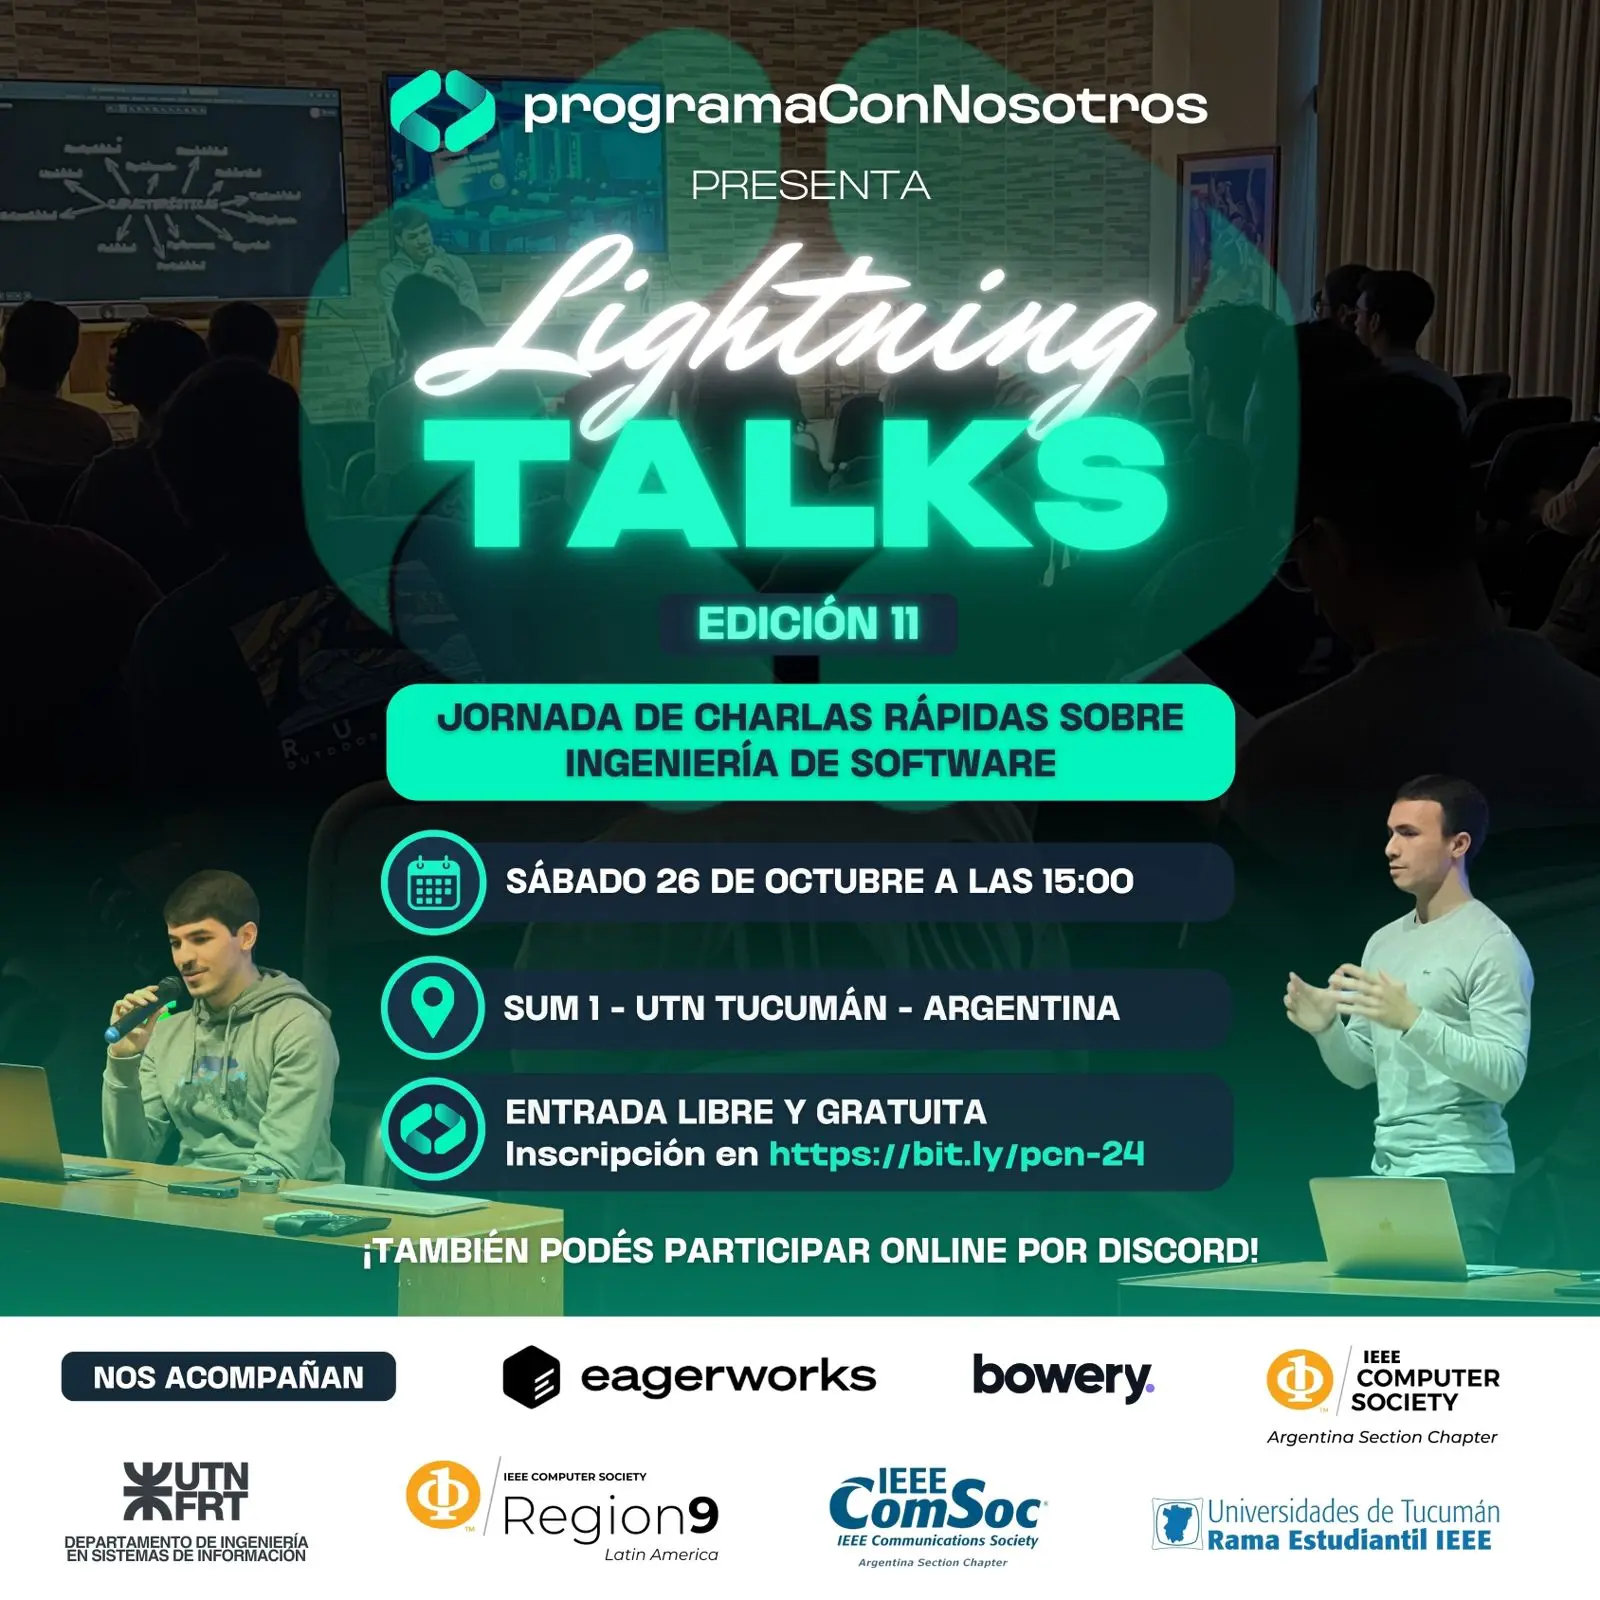 programaConNosotros
PRESENTA
Lightning
TALKS
EDICIÓN 11
JORNADA DE CHARLAS RÁPIDAS SOBRE
INGENIERÍA DE SOFTWARE
SÁBADO 26 DE OCTUBRE A LAS 15:00
SUM 1 - UTN TUCUMÁN - ARGENTINA
ENTRADA LIBRE Y GRATUITA
Inscripción en https://bit.ly/pcn-24
¡TAMBIÉN PODÉS PARTICIPAR ONLINE POR DISCORD!
NOS ACOMPAÑAN
eagerworks
bowery.
IEEE
COMPUTER
SOCIETY
TM
Argentina Section Chapter
UTN
FRT
DEPARTAMENTO DE INGENIERÍA
EN SISTEMAS DE INFORMACIÓN
IEEE COMPUTER SOCIETY
Region9
TM
Latin America
IEEE
ComSoc
IEEE Communications Society
Argentina Section Chapter
Universidades de Tucumán
Rama Estudiantil IEEE
CARACTERÍSTICAS